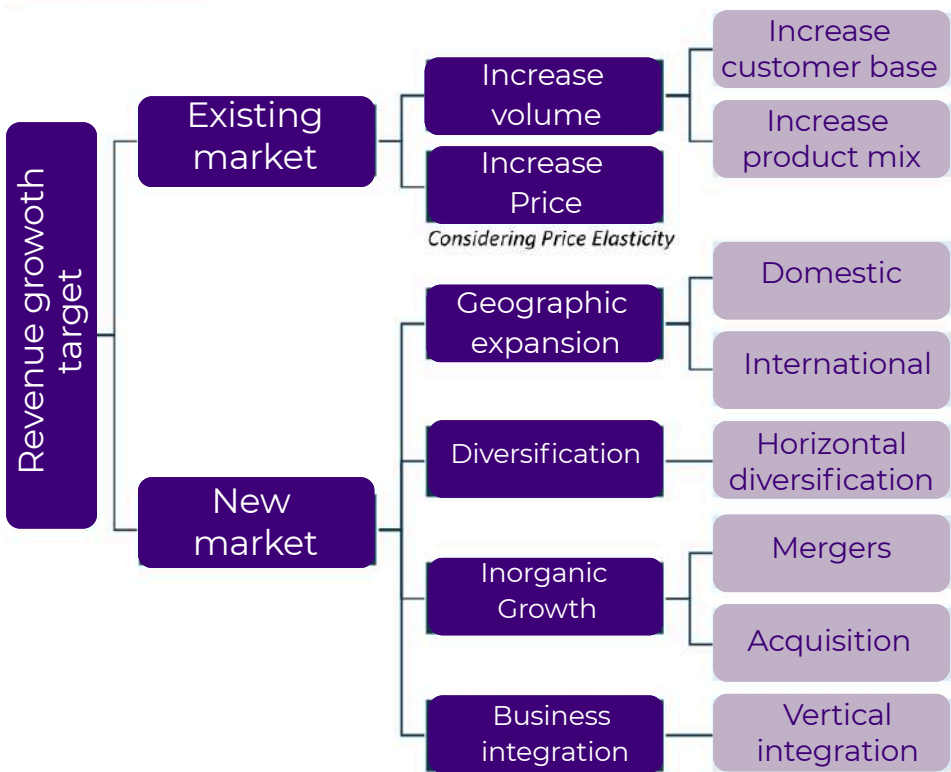 Revenue growoth
target
Existing
market
Increase
volume
Increase
customer base
Increase
product mix
Increase
Price
Considering Price Elasticity
New
market
Geographic
expansion
Domestic
International
Diversification
Horizontal
diversification
Inorganic
Growth
Mergers
Acquisition
Business
integration
Vertical
integration